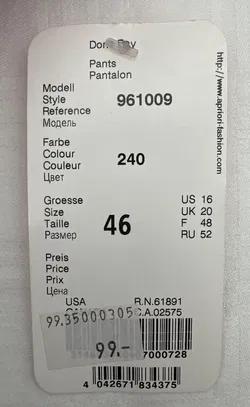 Pants
Pantalon
http://www.apriori-fashion.com
Modell
Style 961009
Reference
Модель
Farbe
Colour 240
Couleur
Цвет
Groesse US 16
Size 46 UK 20
Taille F 48
Размер RU 52
Preis
Price
Prix
Цена
USA R.N.61891
C.A.02575
99.35000305
99.-
7000728
4 042671 834375